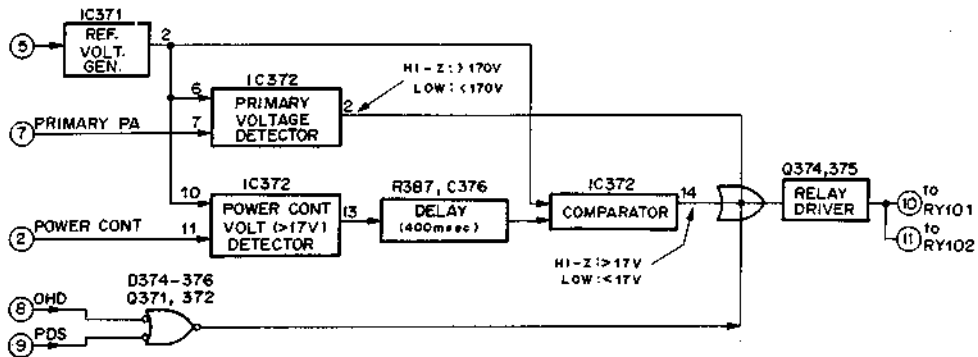 IC371
5
REF.
VOLT.
GEN.
2
HI-Z:>170V
LOW:<170V
IC372
6
PRIMARY
VOLTAGE
DETECTOR
2
7
PRIMARY PA
7
Q374,375
IC372
10
POWER CONT
VOLT (>17V)
DETECTOR
13
R387, C376
DELAY
(400msec)
IC372
COMPARATOR
14
RELAY
DRIVER
10
to
RY101
11
to
RY102
2
POWER CONT
11
HI-Z:>17V
LOW:<17V
D374-376
Q371, 372
8
OHD
9
PDS